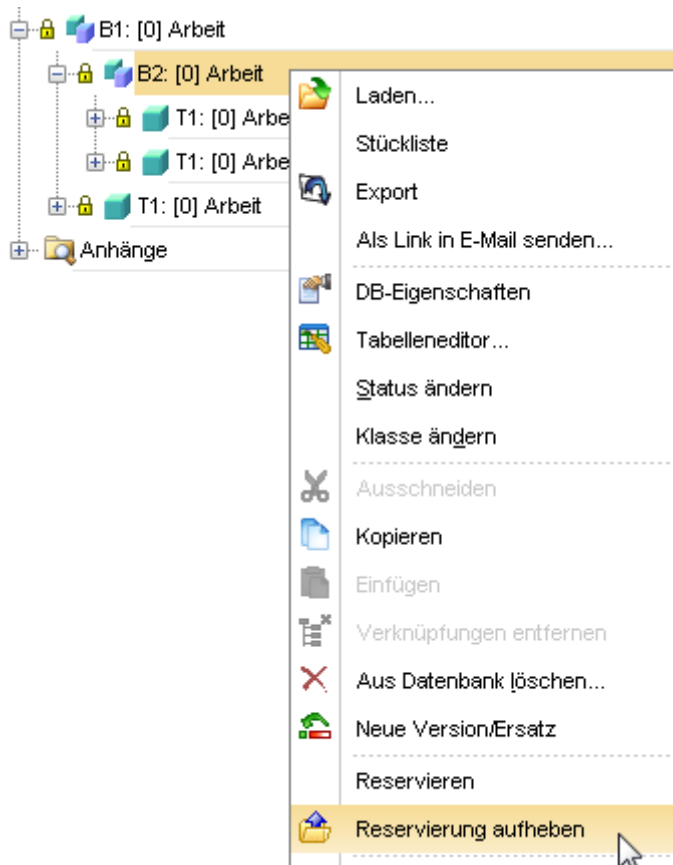 B1: [0] Arbeit
B2: [0] Arbeit
T1: [0] Arbe
T1: [0] Arbe
T1: [0] Arbeit
Anhänge
Laden...
Stückliste
Export
Als Link in E-Mail senden...
DB-Eigenschaften
Tabelleneditor...
Status ändern
Klasse ändern
Ausschneiden
Kopieren
Einfügen
Verknüpfungen entfernen
Aus Datenbank löschen...
Neue Version/Ersatz
Reservieren
Reservierung aufheben